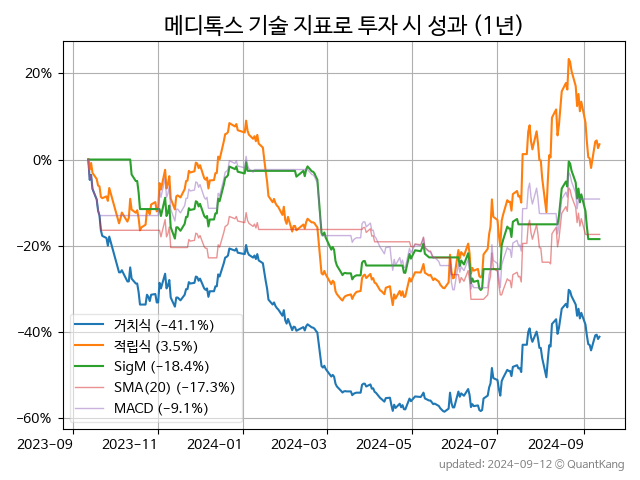 메디톡스 기술 지표로 투자 시 성과 (1년)
20%
0%
−20%
−40%
−60%
거치식 (−41.1%)
적립식 (3.5%)
SigM (−18.4%)
SMA(20) (−17.3%)
MACD (−9.1%)
2023-09 2023-11 2024-01 2024-03 2024-05 2024-07 2024-09
updated: 2024-09-12 © QuantKang